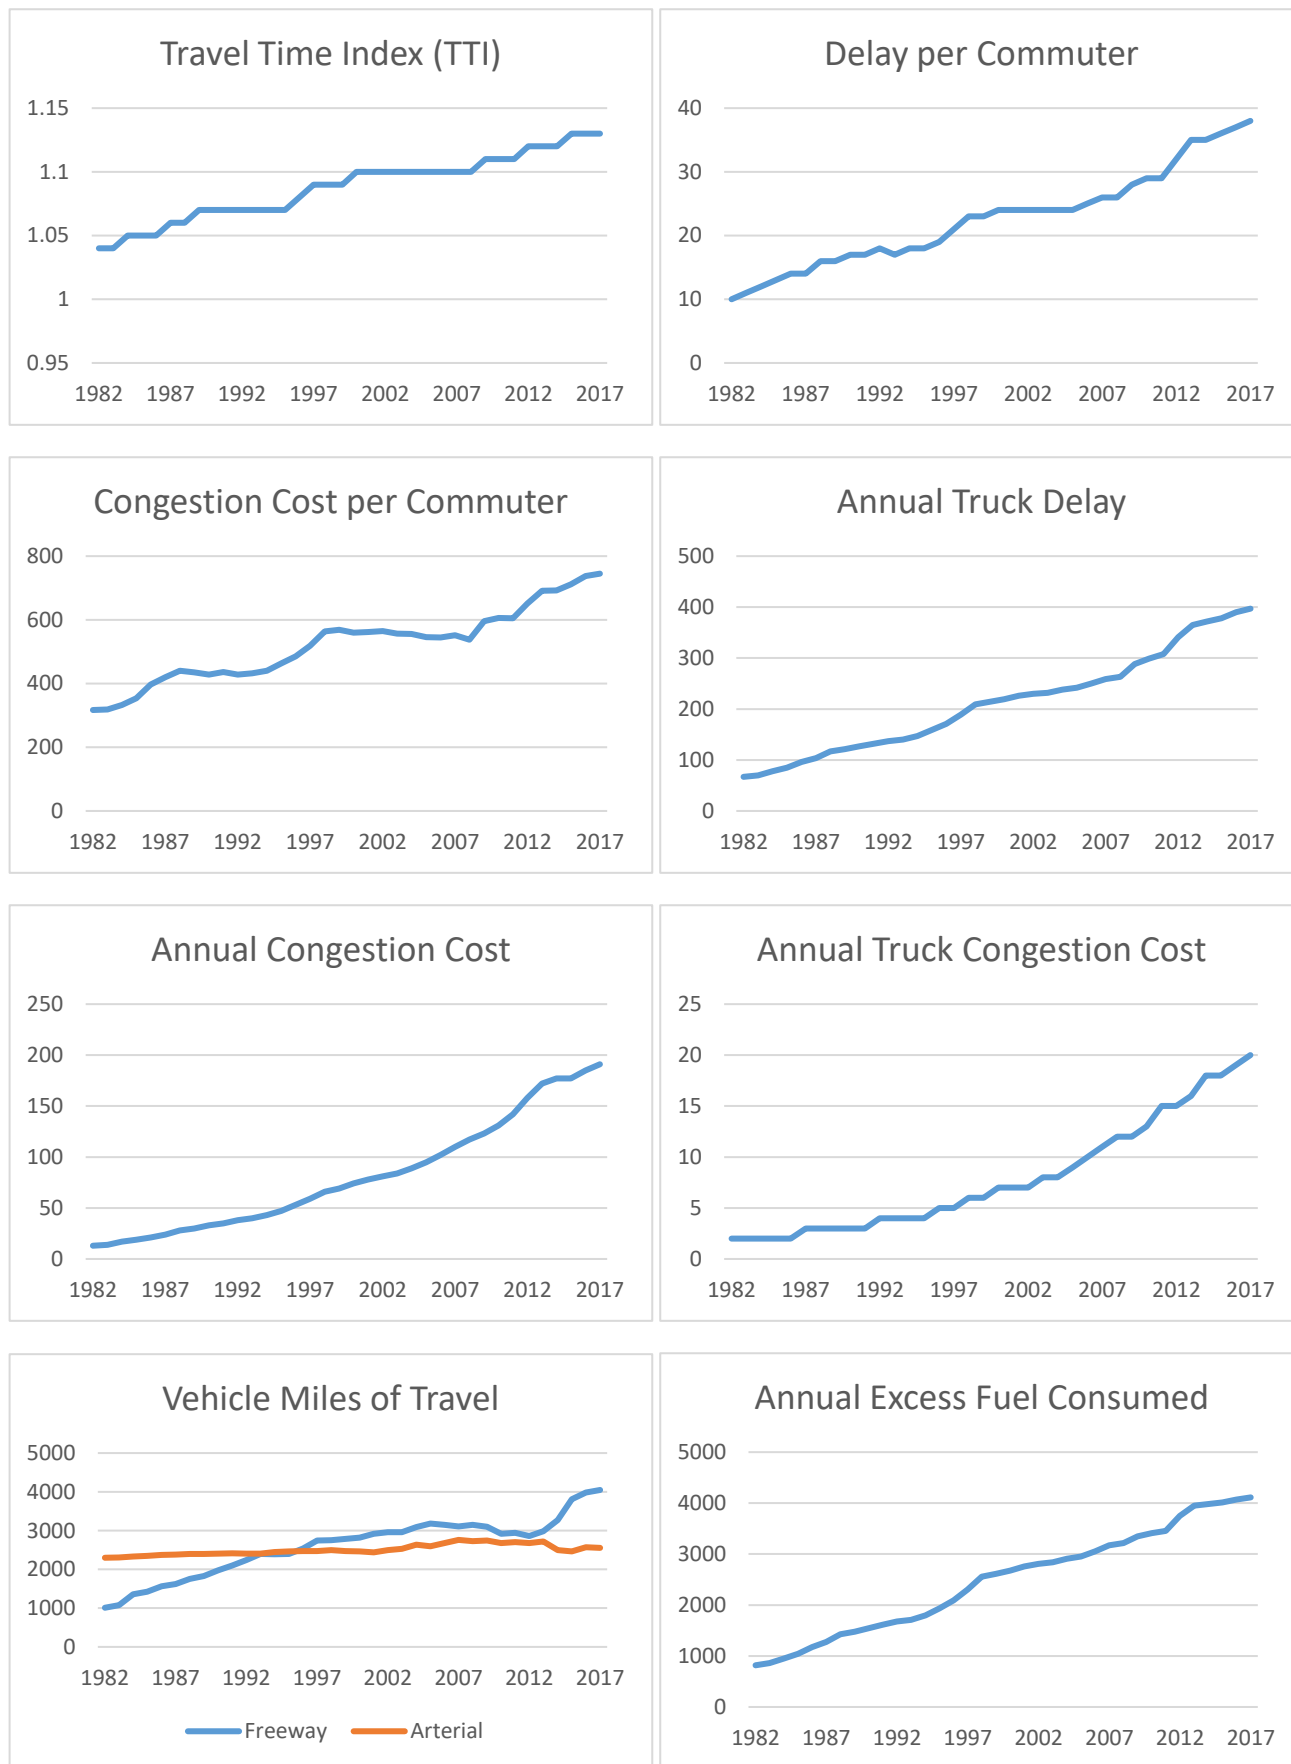 Travel Time Index (TTI)
1.15
1.1
1.05
1
0.95
1982 1987 1992 1997 2002 2007 2012 2017
Delay per Commuter
40
30
20
10
0
1982 1987 1992 1997 2002 2007 2012 2017
Congestion Cost per Commuter
800
600
400
200
0
1982 1987 1992 1997 2002 2007 2012 2017
Annual Truck Delay
500
400
300
200
100
0
1982 1987 1992 1997 2002 2007 2012 2017
Annual Congestion Cost
250
200
150
100
50
0
1982 1987 1992 1997 2002 2007 2012 2017
Annual Truck Congestion Cost
25
20
15
10
5
0
1982 1987 1992 1997 2002 2007 2012 2017
Vehicle Miles of Travel
5000
4000
3000
2000
1000
0
1982 1987 1992 1997 2002 2007 2012 2017
Freeway Arterial
Annual Excess Fuel Consumed
5000
4000
3000
2000
1000
0
1982 1987 1992 1997 2002 2007 2012 2017